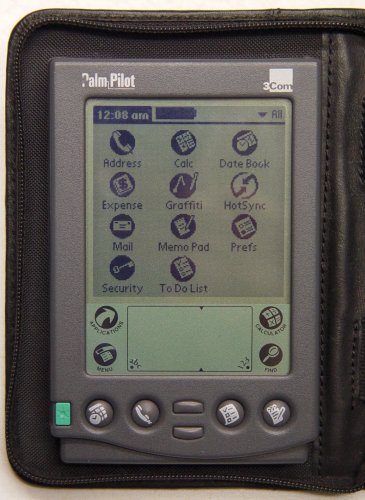 PalmPilot
3Com
12:08 am
All
Address Calc Date Book
Expense Graffiti HotSync
Mail Memo Pad Prefs
Security To Do List
APPLICATIONS
CALCULATOR
MENU
FIND